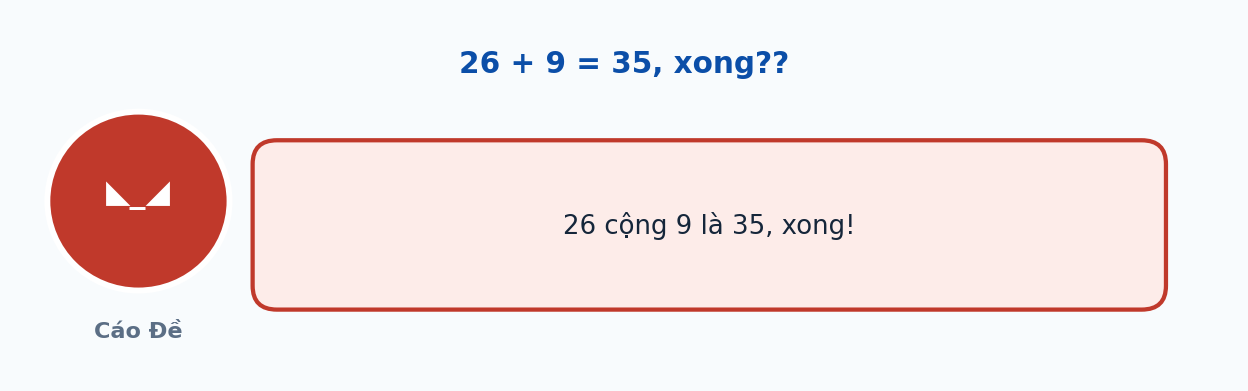 26 + 9 = 35, xong??
26 cộng 9 là 35, xong!
Cáo Đề